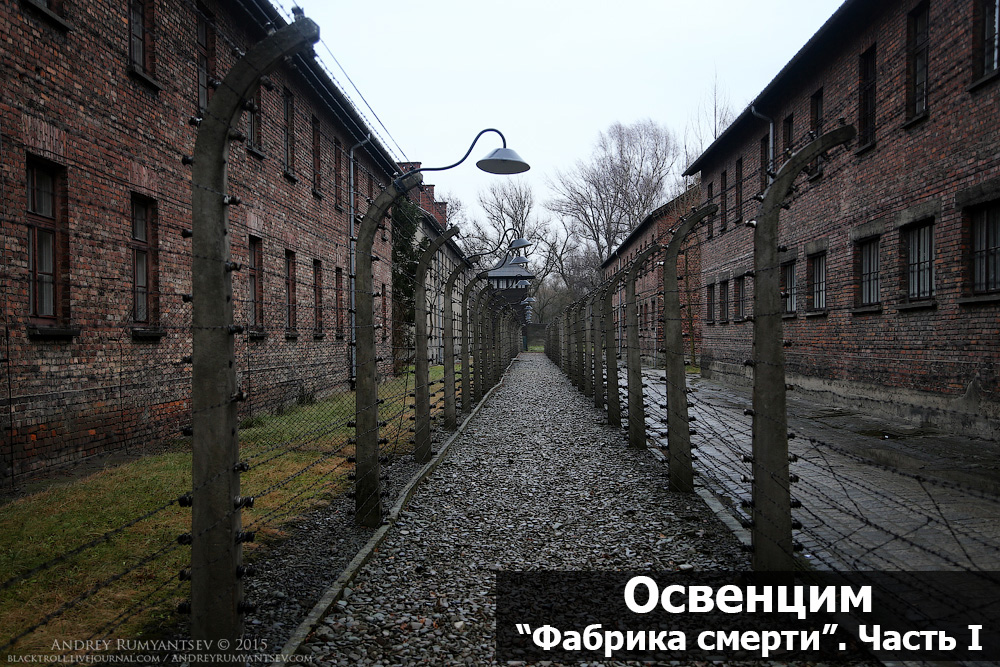 Освенцим
“Фабрика смерти”. Часть I
Andrey Rumyantsev © 2015
blacktroll.livejournal.com / andreyrumyantsev.com